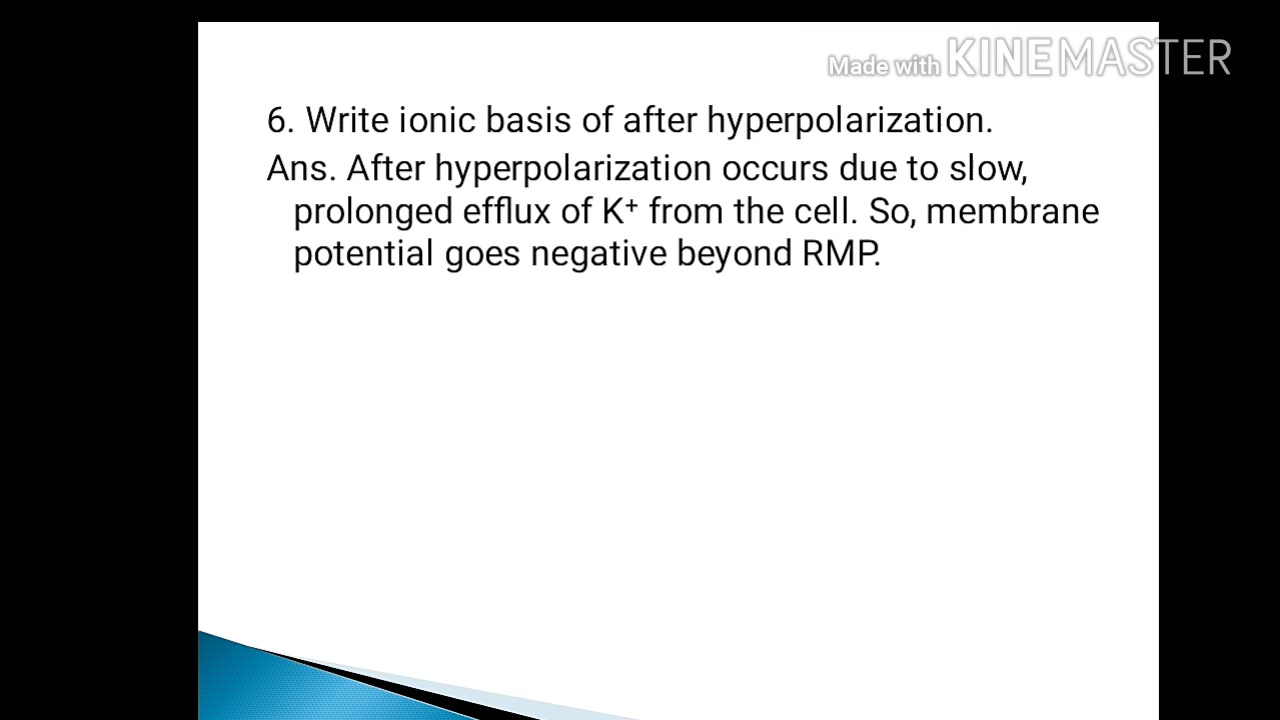 Made with KINEMASTER
6. Write ionic basis of after hyperpolarization.
Ans. After hyperpolarization occurs due to slow,
prolonged efflux of K⁺ from the cell. So, membrane
potential goes negative beyond RMP.